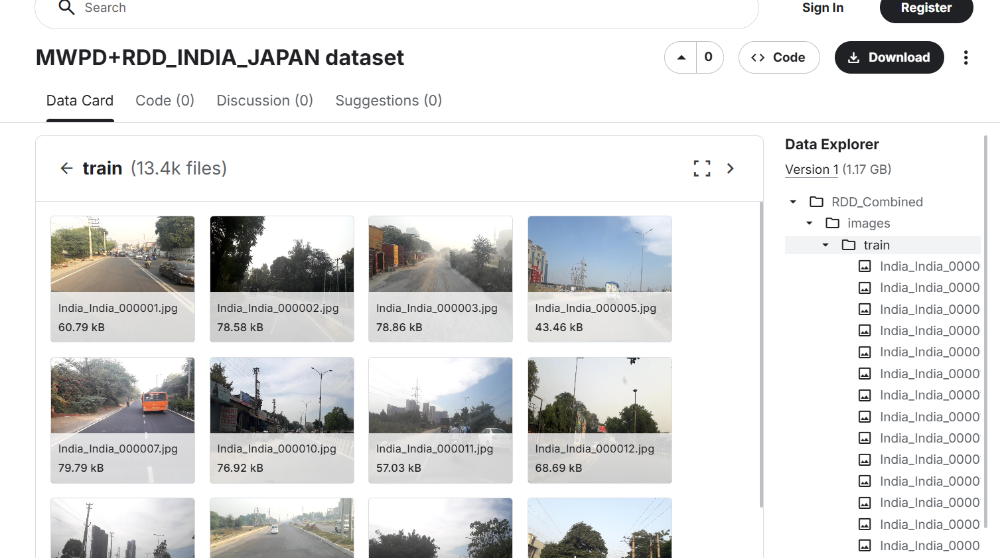 Search
Sign In
Register
MWPD+RDD_INDIA_JAPAN dataset
0
Code
Download
Data Card
Code (0)
Discussion (0)
Suggestions (0)
train (13.4k files)
India_India_000001.jpg
60.79 kB
India_India_000002.jpg
78.58 kB
India_India_000003.jpg
78.86 kB
India_India_000005.jpg
43.46 kB
India_India_000007.jpg
79.79 kB
India_India_000010.jpg
76.92 kB
India_India_000011.jpg
57.03 kB
India_India_000012.jpg
68.69 kB
Data Explorer
Version 1 (1.17 GB)
RDD_Combined
images
train
India_India_0000
India_India_0000
India_India_0000
India_India_0000
India_India_0000
India_India_0000
India_India_0000
India_India_0000
India_India_0000
India_India_0000
India_India_0000
India_India_0000
India_India_0000
India_India_0000